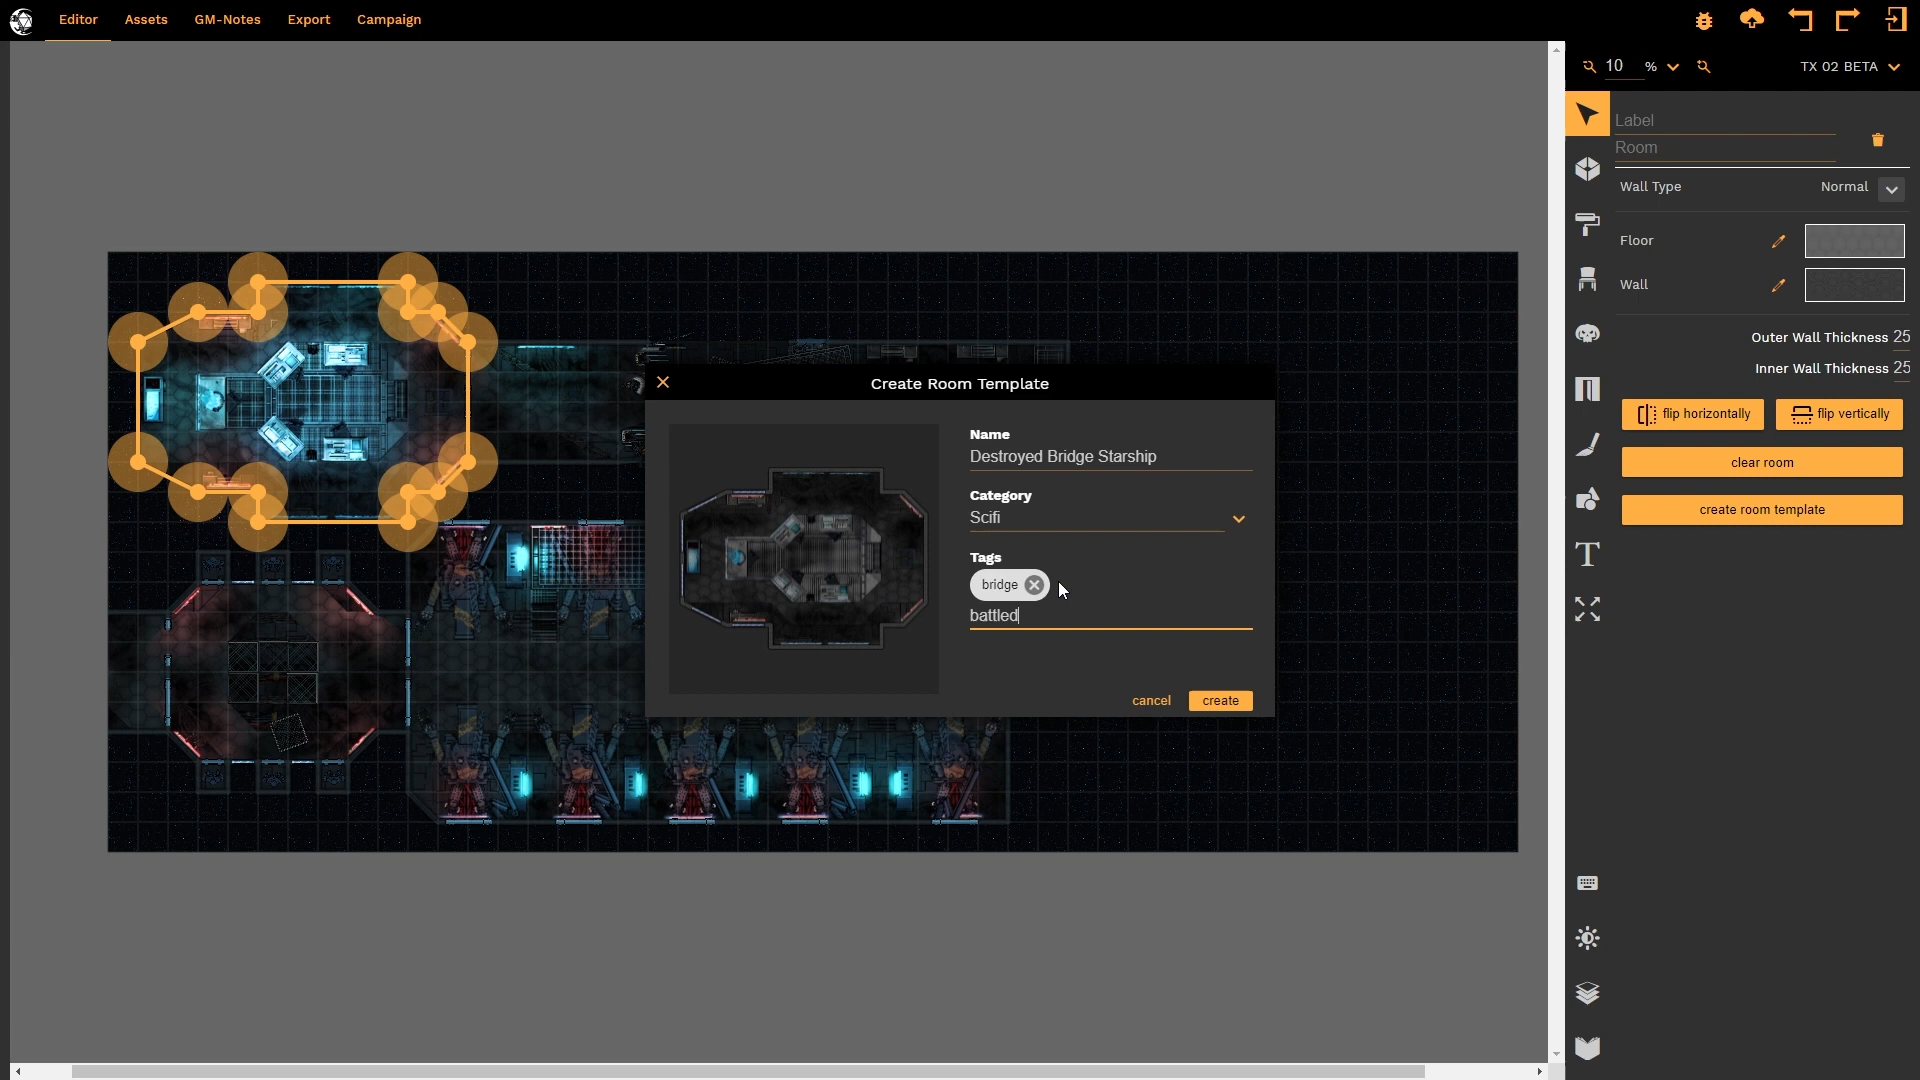 Editor Assets GM-Notes Export Campaign
10 % TX 02 BETA
Label
Room
Wall Type Normal
Floor
Wall
Outer Wall Thickness 25
Inner Wall Thickness 25
flip horizontally flip vertically
clear room
create room template
Create Room Template
Name
Destroyed Bridge Starship
Category
Scifi
Tags
bridge
battled
cancel create